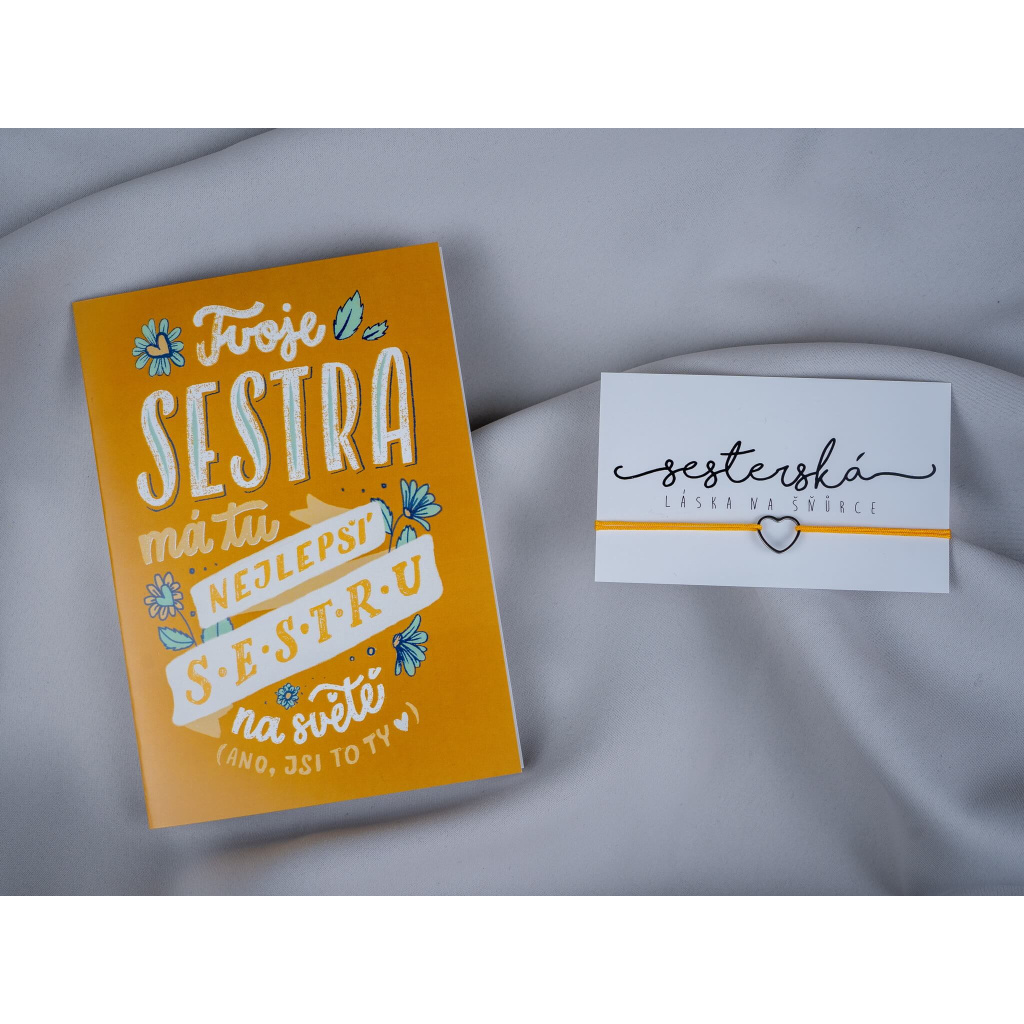 Tvoje
SESTRA
má tu
NEJLEPŠÍ
S·E·S·T·R·U
na světě
(ANO, JSI TO TY)
sesterská
LÁSKA NA ŠŇŮRCE